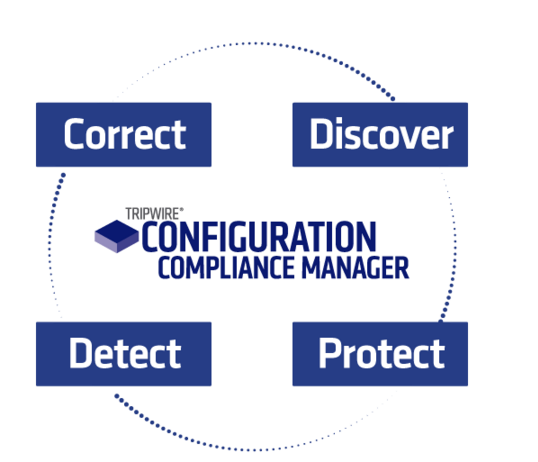 Correct
Discover
TRIPWIRE®
CONFIGURATION
COMPLIANCE MANAGER
Detect
Protect